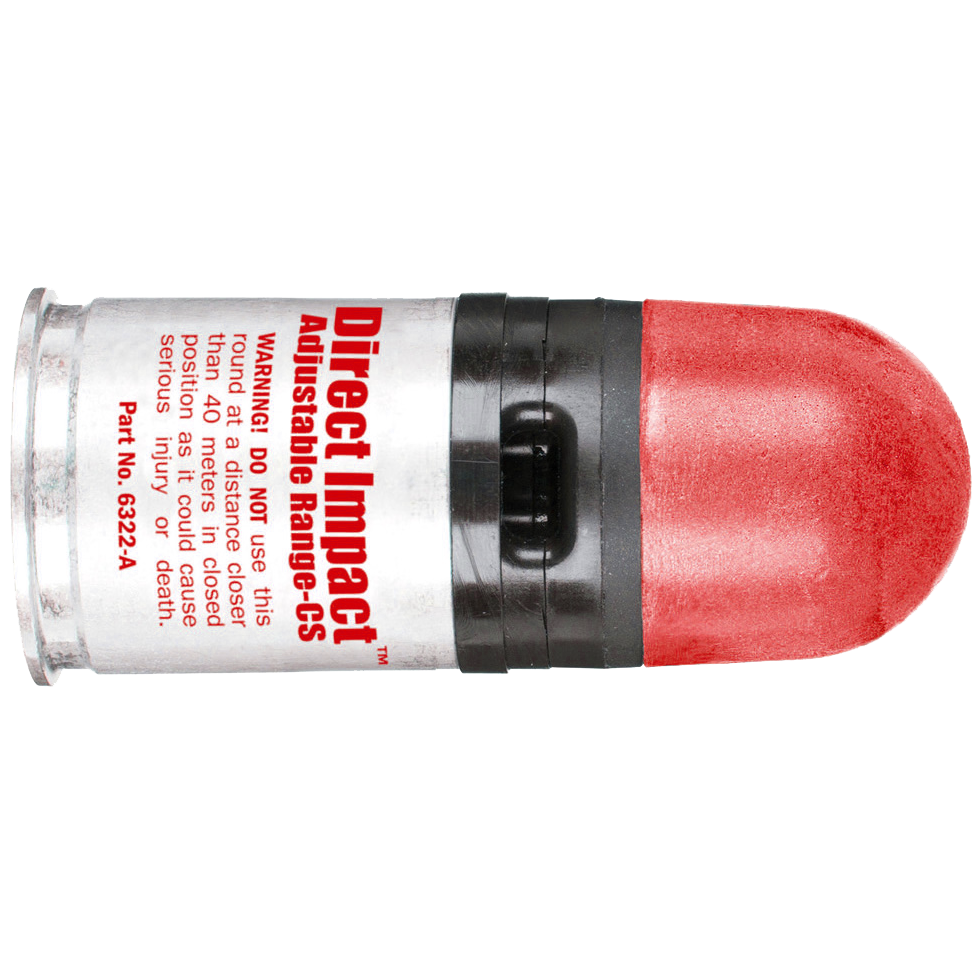 Direct Impact™
Adjustable Range-CS
WARNING! DO NOT use this
round at a distance closer
than 40 meters in closed
position as it could cause
serious injury or death.
Part No. 6322-A